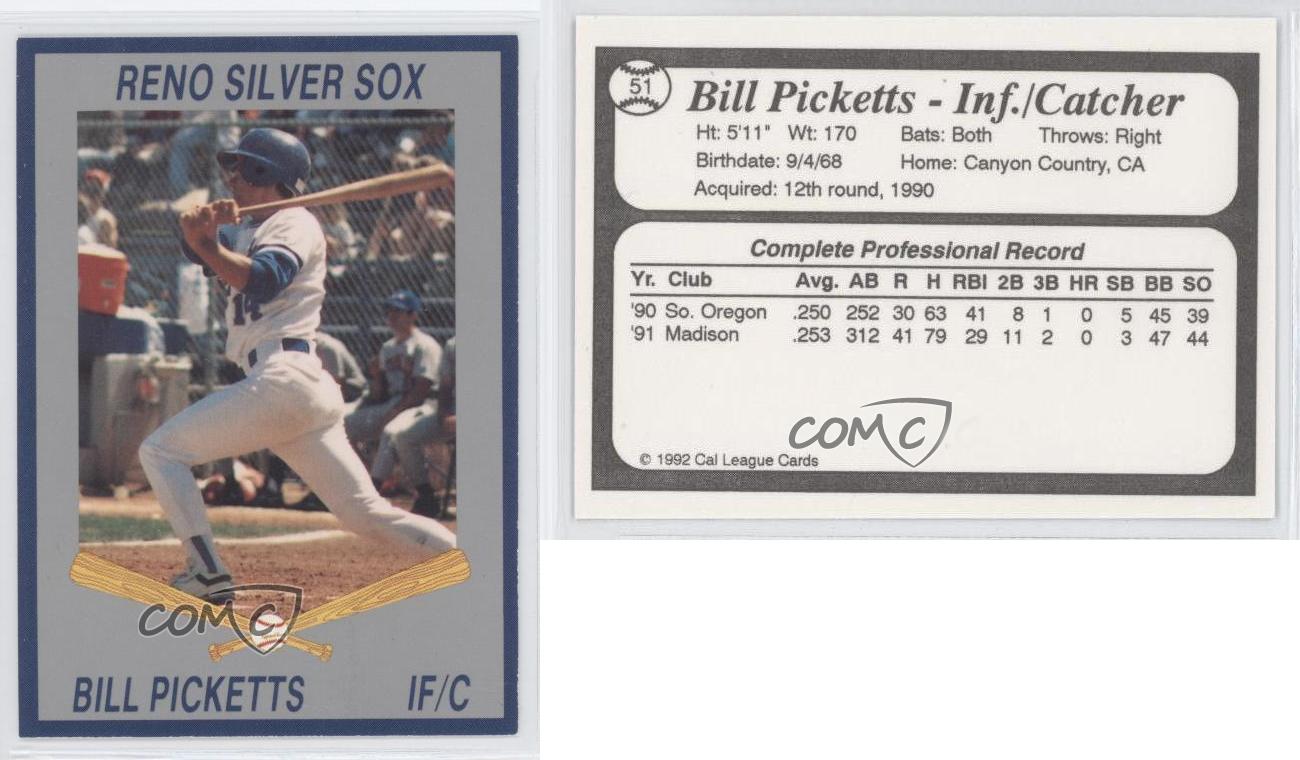 RENO SILVER SOX
14
COMC
BILL PICKETTS IF/C
51
Bill Picketts - Inf./Catcher
Ht: 5'11" Wt: 170 Bats: Both Throws: Right
Birthdate: 9/4/68 Home: Canyon Country, CA
Acquired: 12th round, 1990
Complete Professional Record
Yr. Club Avg. AB R H RBI 2B 3B HR SB BB SO
'90 So. Oregon .250 252 30 63 41 8 1 0 5 45 39
'91 Madison .253 312 41 79 29 11 2 0 3 47 44
COMC
© 1992 Cal League Cards